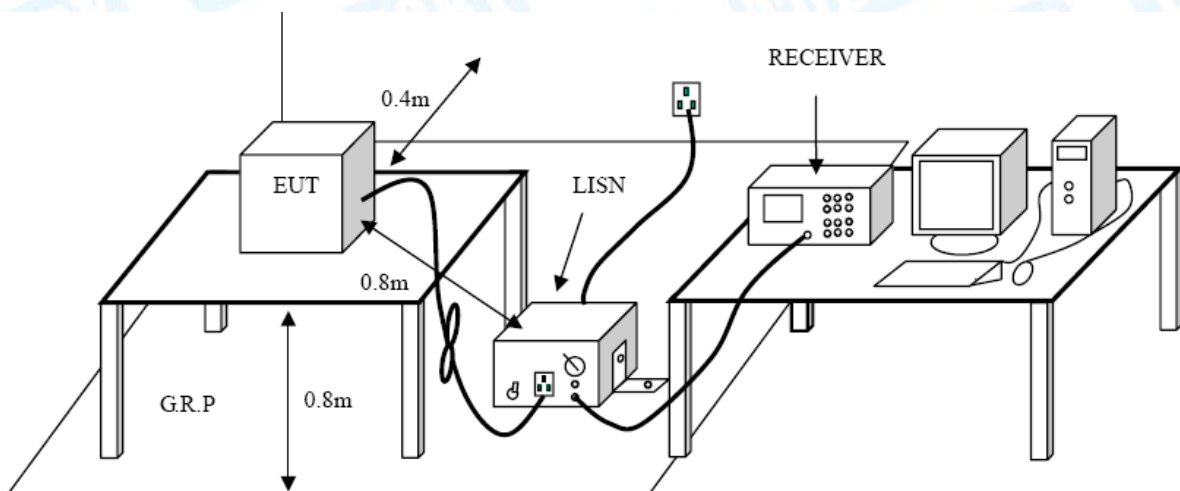 RECEIVER
0.4m
EUT
LISN
0.8m
G.R.P
0.8m